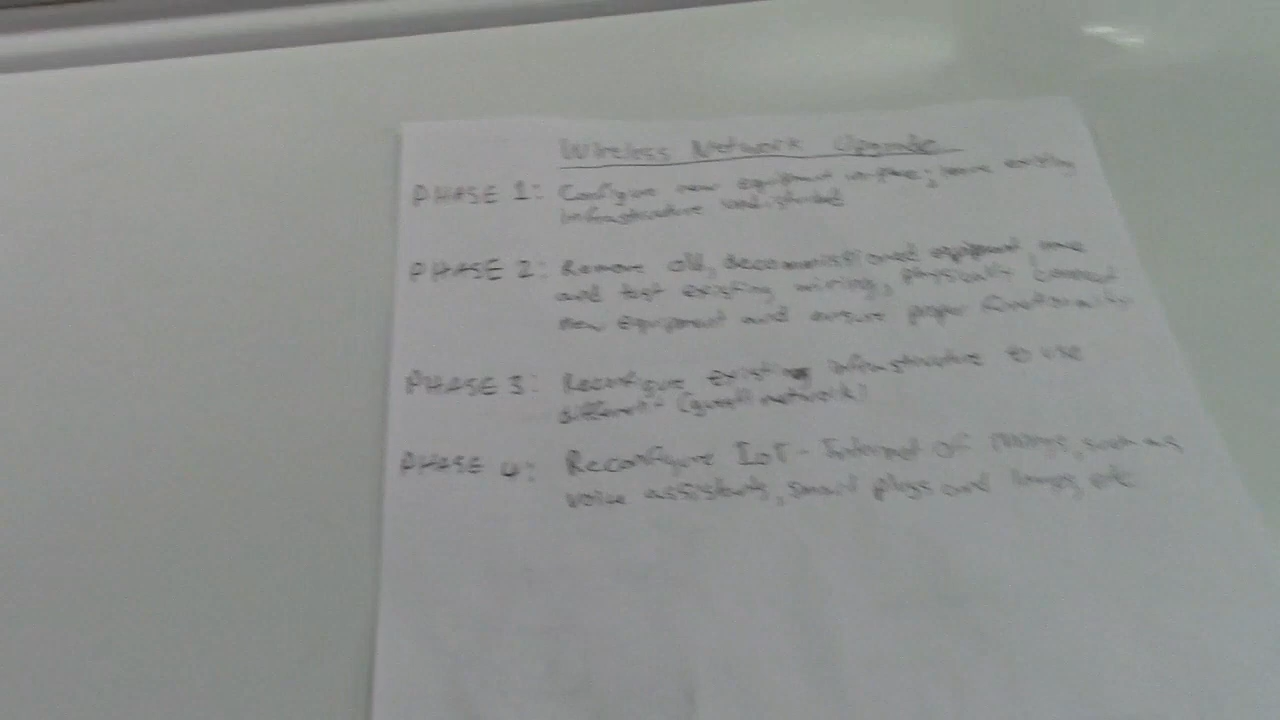 Wireless Network Upgrade
PHASE 1: Configure new equipment in-place; leave existing
infrastructure undisturbed
PHASE 2: Remove old, decommissioned equipment,
and test existing wiring, physically connect
new equipment and ensure proper functionality
PHASE 3: Reconfigure existing infrastructure to use
different (guest network)
PHASE 4: Reconfigure IoT - Internet of Things, such as
voice assistants, smart plugs and lamps, etc